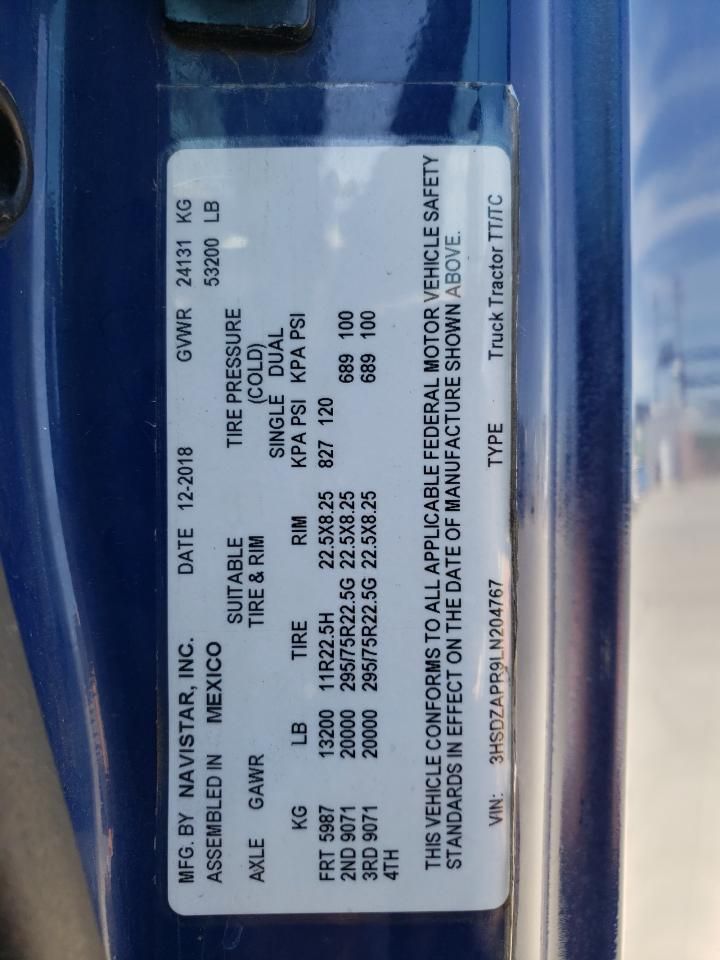 MFG. BY NAVISTAR, INC. DATE 12-2018 GVWR 24131 KG
ASSEMBLED IN MEXICO 53200 LB
SUITABLE TIRE PRESSURE
AXLE GAWR TIRE & RIM (COLD)
SINGLE DUAL
KG LB TIRE RIM KPA PSI KPA PSI
FRT 5987 13200 11R22.5H 22.5X8.25 827 120
2ND 9071 20000 295/75R22.5G 22.5X8.25 689 100
3RD 9071 20000 295/75R22.5G 22.5X8.25 689 100
4TH
THIS VEHICLE CONFORMS TO ALL APPLICABLE FEDERAL MOTOR VEHICLE SAFETY
STANDARDS IN EFFECT ON THE DATE OF MANUFACTURE SHOWN ABOVE.
VIN: 3HSDZAPR9LN204767 TYPE Truck Tractor TT/TC